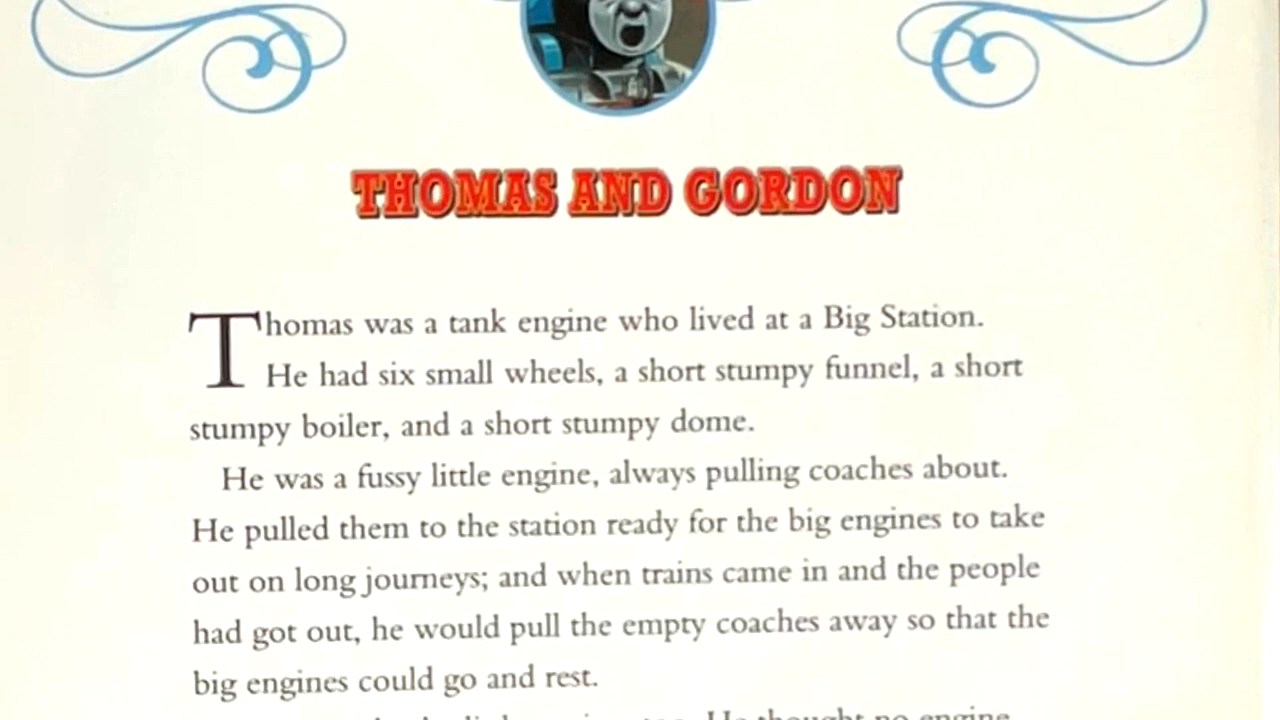 THOMAS AND GORDON
Thomas was a tank engine who lived at a Big Station.
He had six small wheels, a short stumpy funnel, a short
stumpy boiler, and a short stumpy dome.
He was a fussy little engine, always pulling coaches about.
He pulled them to the station ready for the big engines to take
out on long journeys; and when trains came in and the people
had got out, he would pull the empty coaches away so that the
big engines could go and rest.
He thought no engine